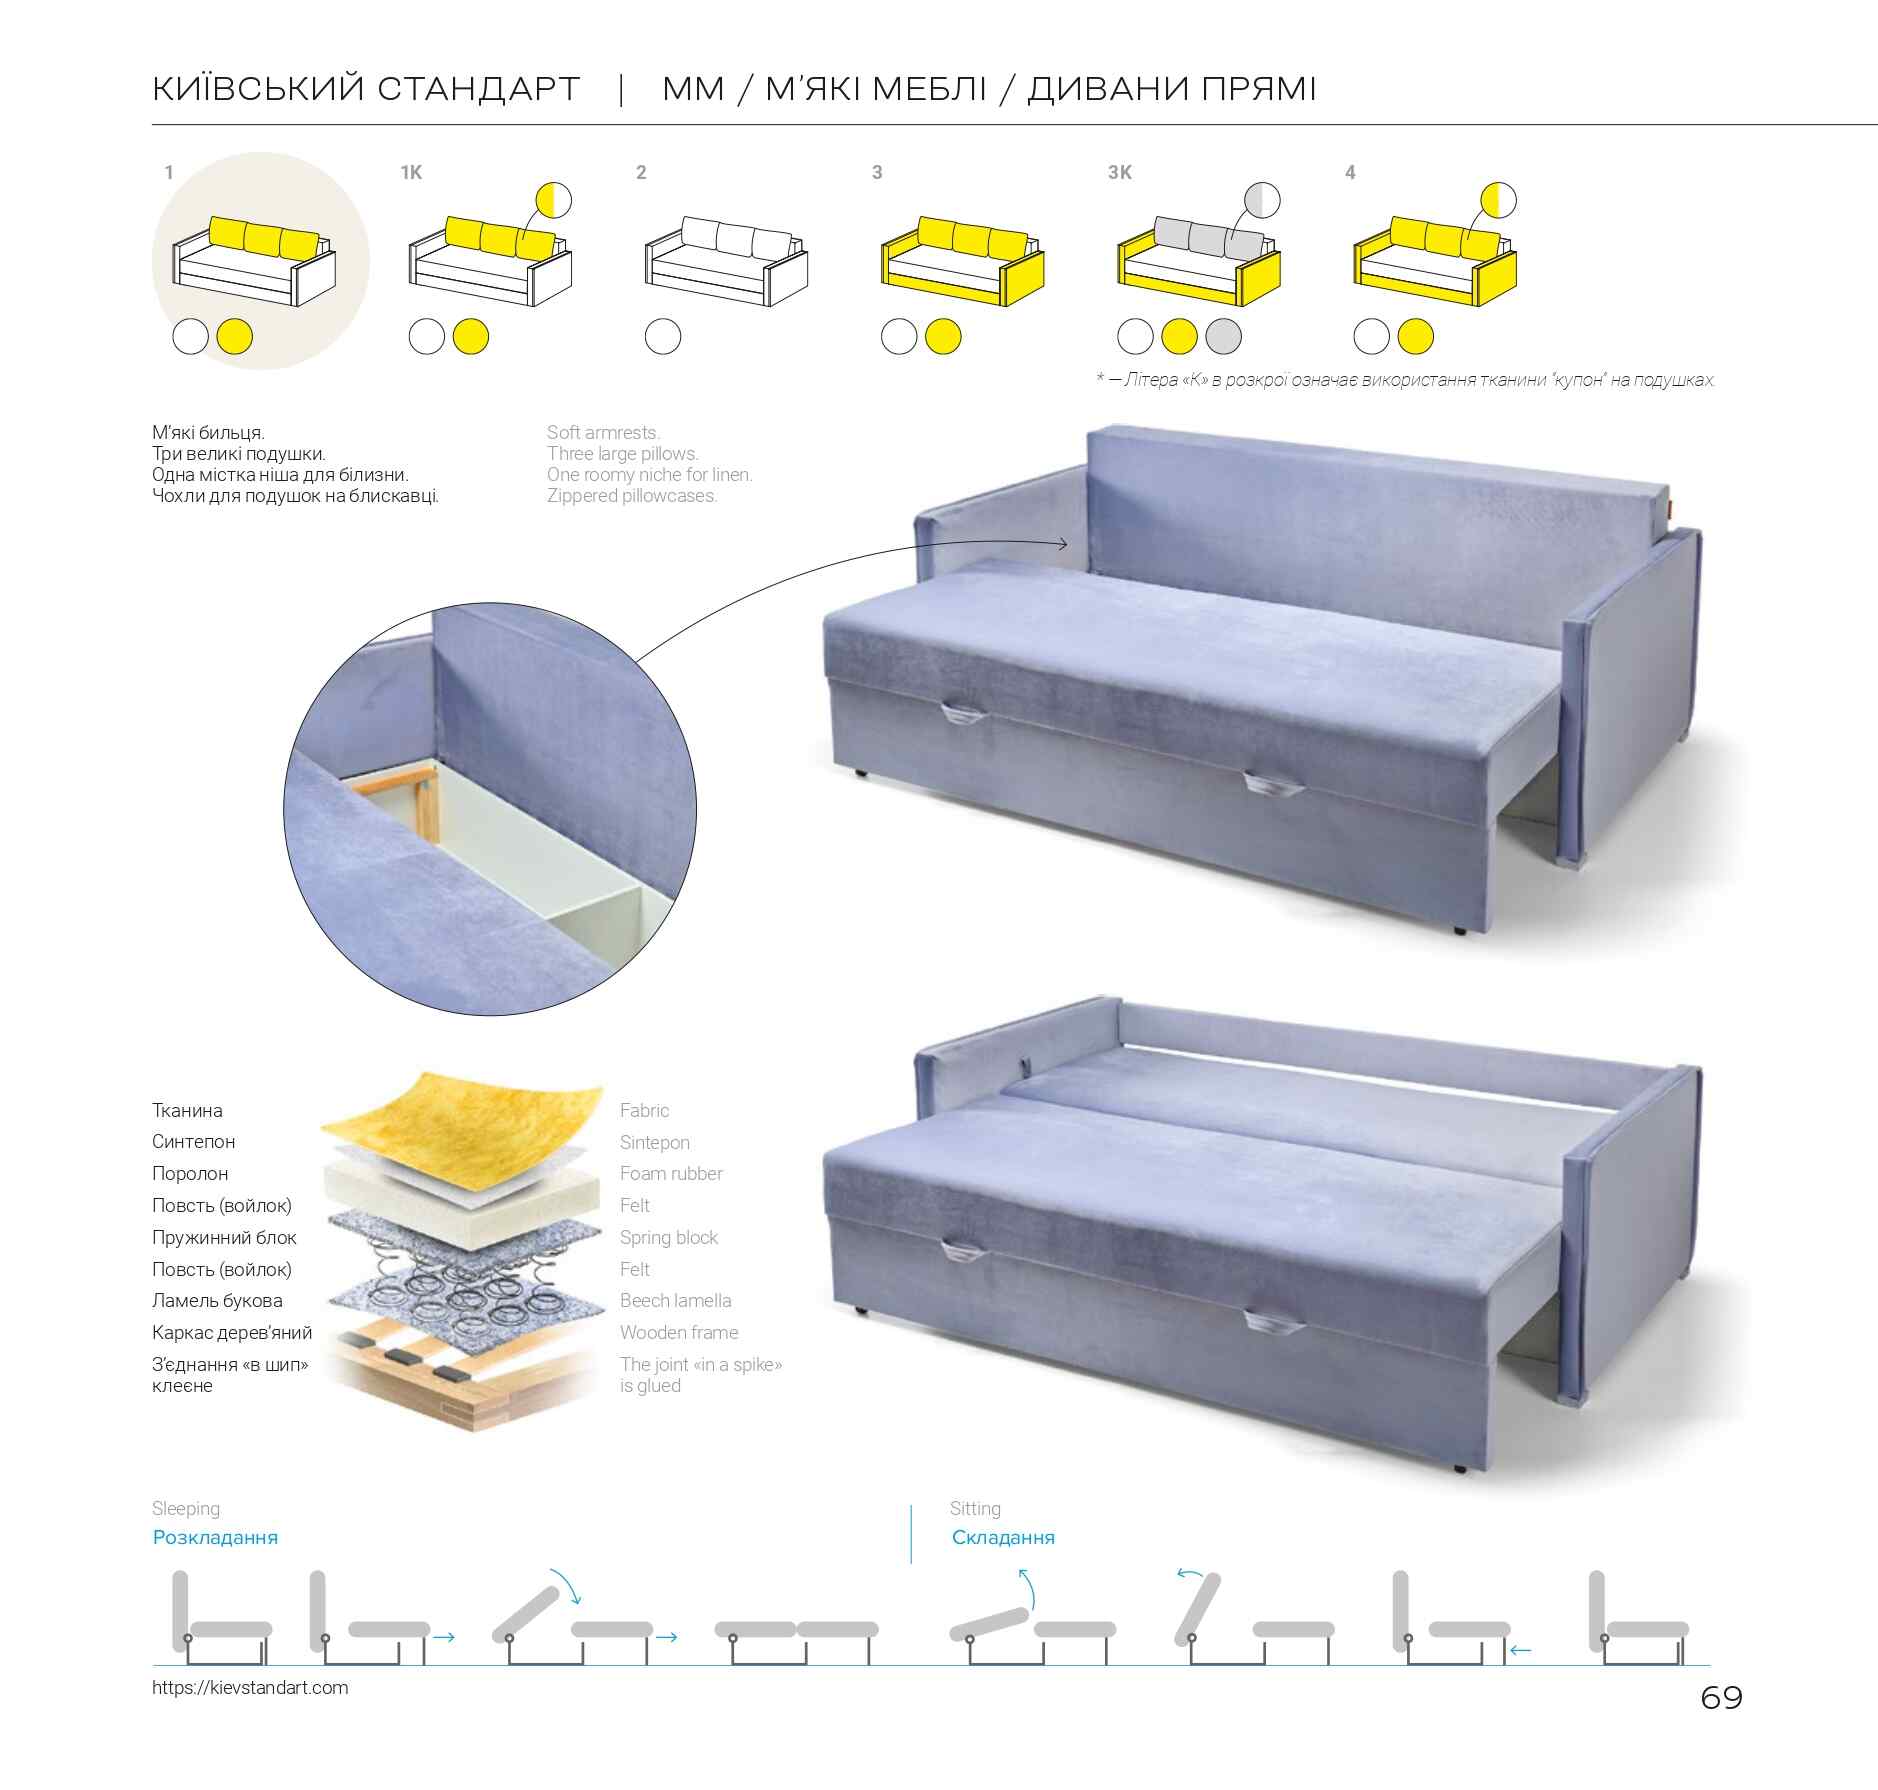 КИЇВСЬКИЙ СТАНДАРТ | ММ / М’ЯКІ МЕБЛІ / ДИВАНИ ПРЯМІ
1
1K
2
3
3K
4
* — Літера «К» в розкрої означає використання тканини “купон” на подушках.
М’які бильця.
Три великі подушки.
Одна містка ніша для білизни.
Чохли для подушок на блискавці.
Soft armrests.
Three large pillows.
One roomy niche for linen.
Zippered pillowcases.
Тканина
Синтепон
Поролон
Повсть (войлок)
Пружинний блок
Повсть (войлок)
Ламель букова
Каркас дерев’яний
З’єднання «в шип»
клеєне
Fabric
Sintepon
Foam rubber
Felt
Spring block
Felt
Beech lamella
Wooden frame
The joint «in a spike»
is glued
Sleeping
Розкладання
Sitting
Складання
https://kievstandart.com
69